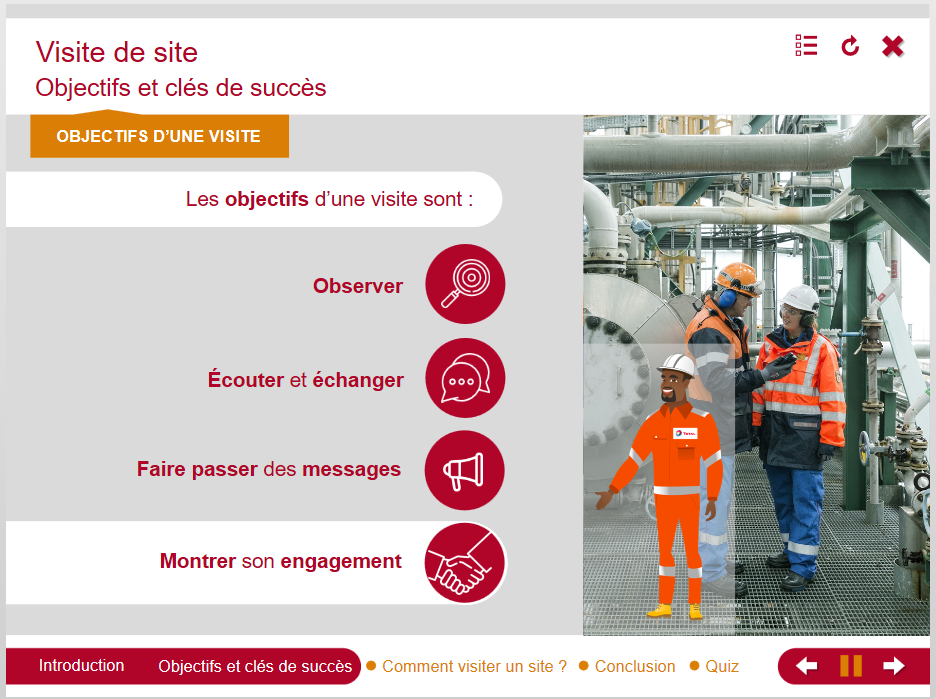 Visite de site
Objectifs et clés de succès
OBJECTIFS D’UNE VISITE
Les objectifs d’une visite sont :
Observer
Écouter et échanger
Faire passer des messages
Montrer son engagement
TOTAL
Introduction Objectifs et clés de succès Comment visiter un site ? Conclusion Quiz